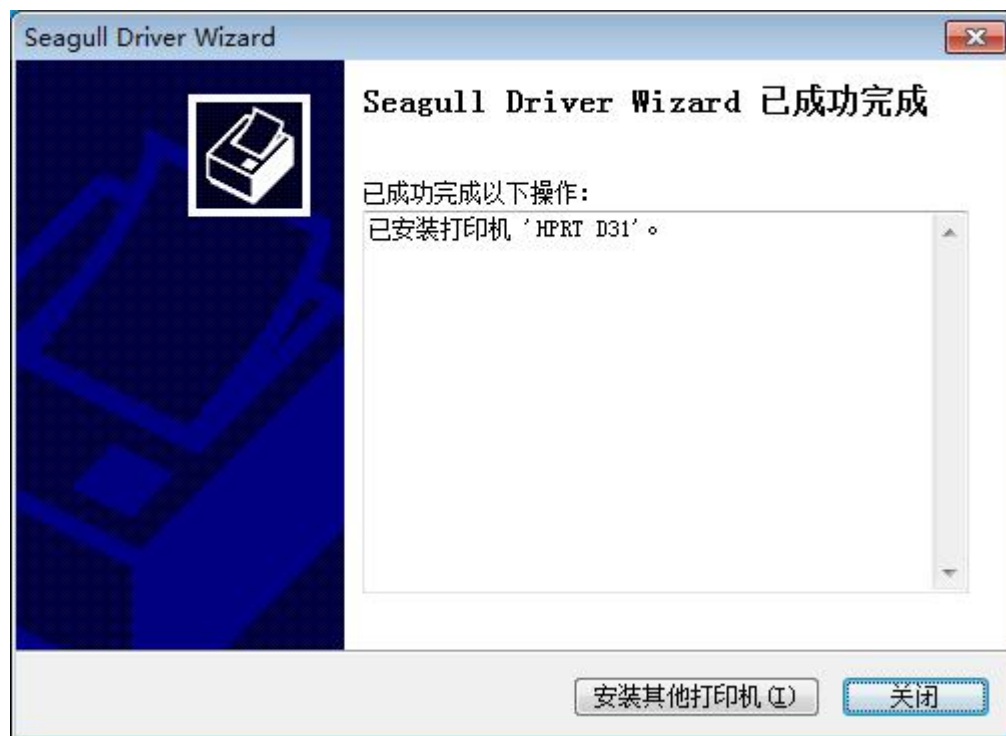 Seagull Driver Wizard
Seagull Driver Wizard 已成功完成
已成功完成以下操作：
已安装打印机 'HPRT D31'。
安装其他打印机(I)
关闭